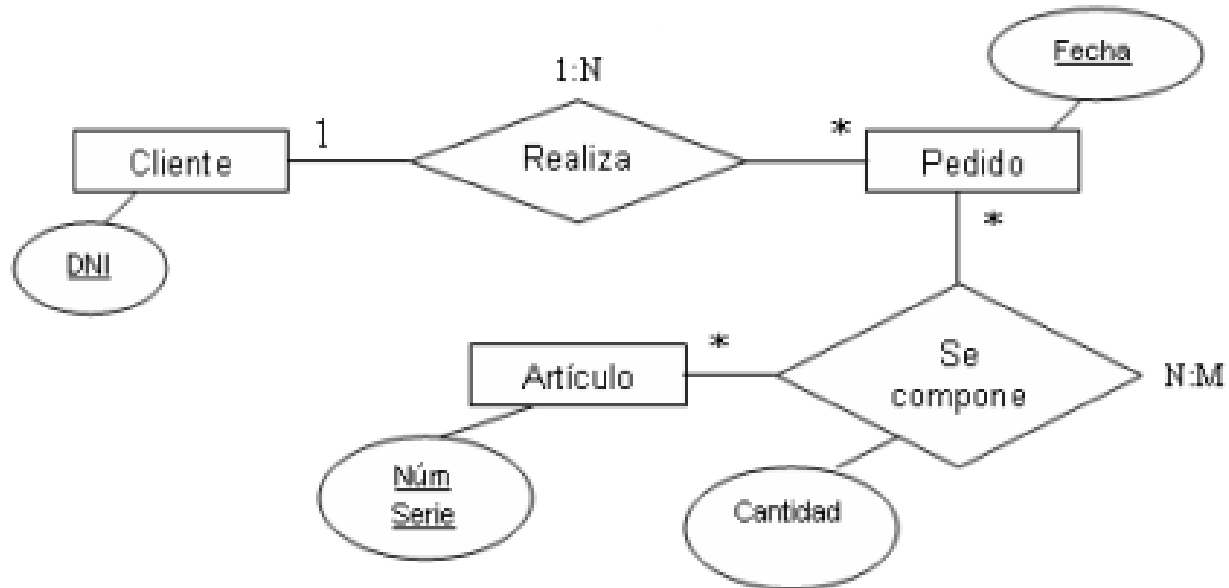 Fecha
1:N
Cliente
1
Realiza
*
Pedido
*
DNI
Artículo
*
Se
compone
N:M
Núm
Serie
Cantidad